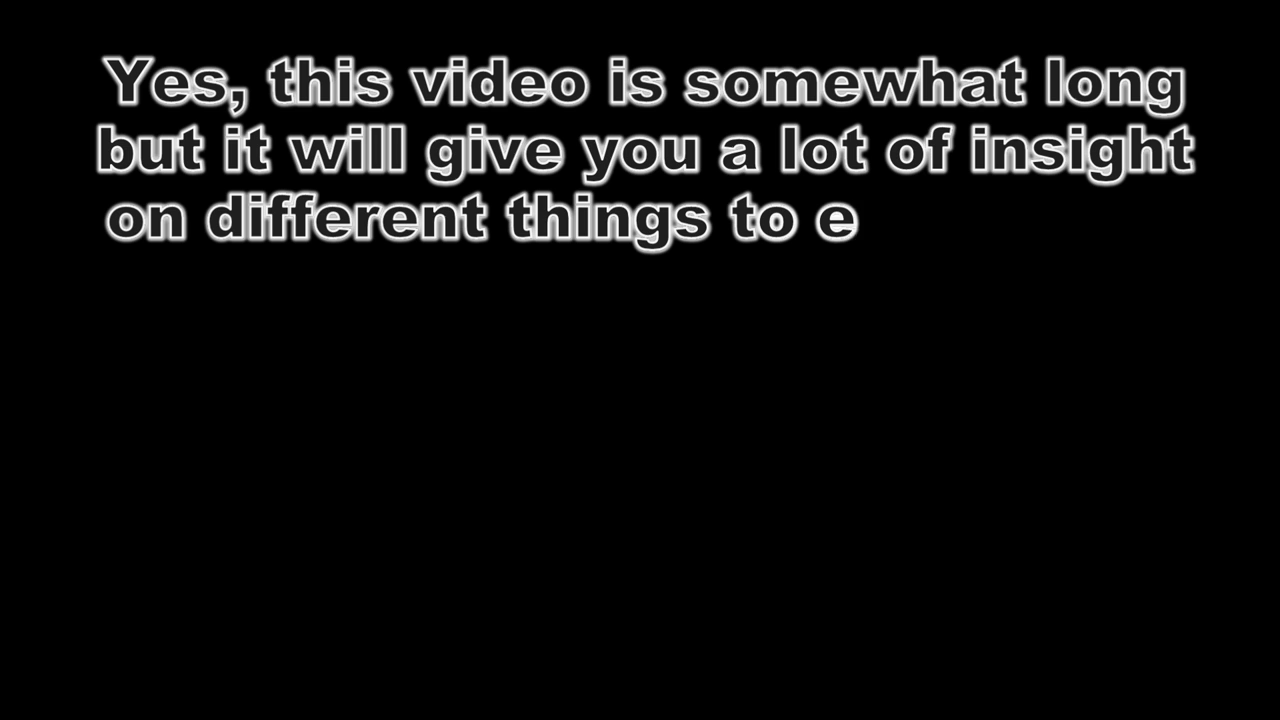 Yes, this video is somewhat long
but it will give you a lot of insight
on different things to e